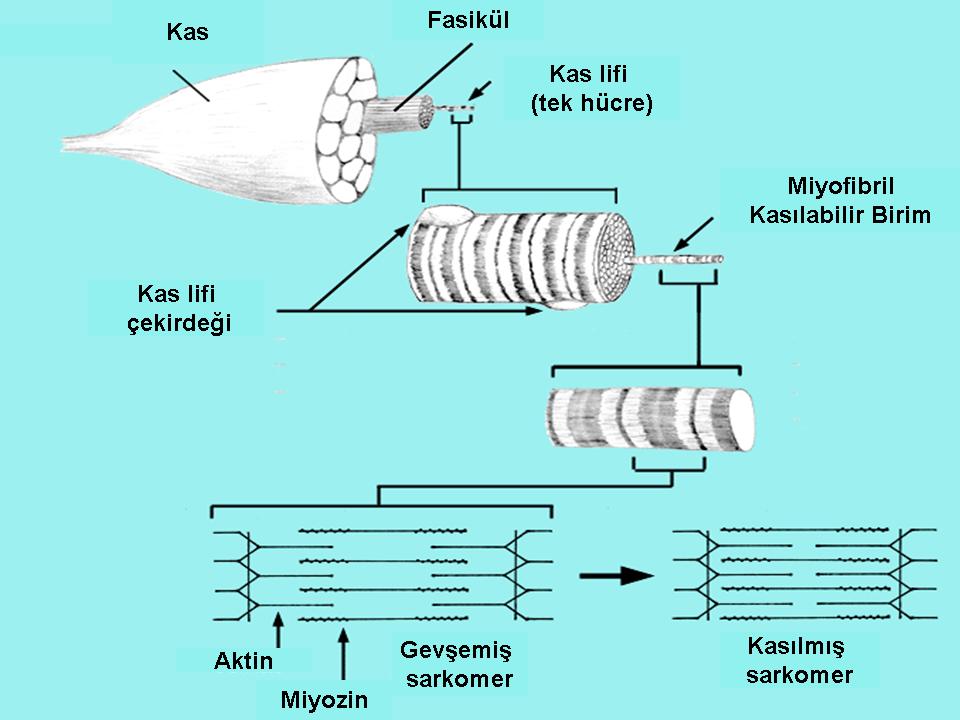 Kas
Fasikül
Kas lifi
(tek hücre)
Miyofibril
Kasılabilir Birim
Kas lifi
çekirdeği
Aktin
Miyozin
Gevşemiş
sarkomer
Kasılmış
sarkomer